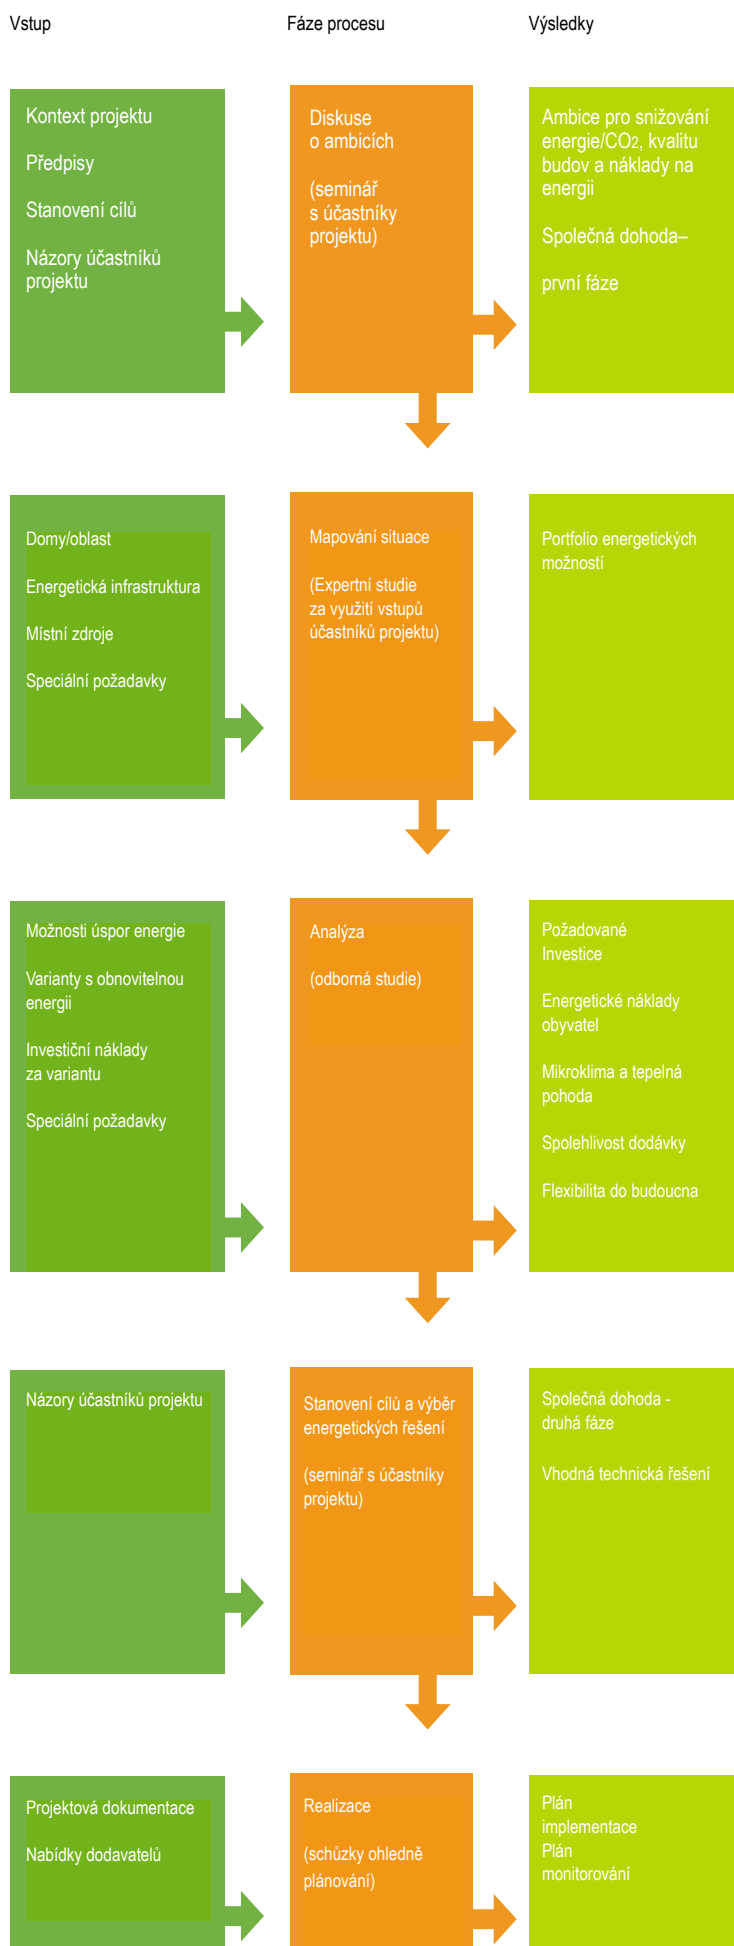 Vstup
Fáze procesu
Výsledky
Kontext projektu
Předpisy
Stanovení cílů
Názory účastníků
projektu
Diskuse
o ambicích
(seminář
s účastníky
projektu)
Ambice pro snižování
energie/CO2, kvalitu
budov a náklady na
energii
Společná dohoda–
první fáze
Domy/oblast
Energetická infrastruktura
Místní zdroje
Speciální požadavky
Mapování situace
(Expertní studie
za využití vstupů
účastníků projektu)
Portfolio energetických
možností
Možnosti úspor energie
Varianty s obnovitelnou
energii
Investiční náklady
za variantu
Speciální požadavky
Analýza
(odborná studie)
Požadované
Investice
Energetické náklady
obyvatel
Mikroklima a tepelná
pohoda
Spolehlivost dodávky
Flexibilita do budoucna
Názory účastníků projektu
Stanovení cílů a výběr
energetických řešení
(seminář s účastníky
projektu)
Společná dohoda -
druhá fáze
Vhodná technická řešení
Projektová dokumentace
Nabídky dodavatelů
Realizace
(schůzky ohledně
plánování)
Plán
implementace
Plán
monitorování